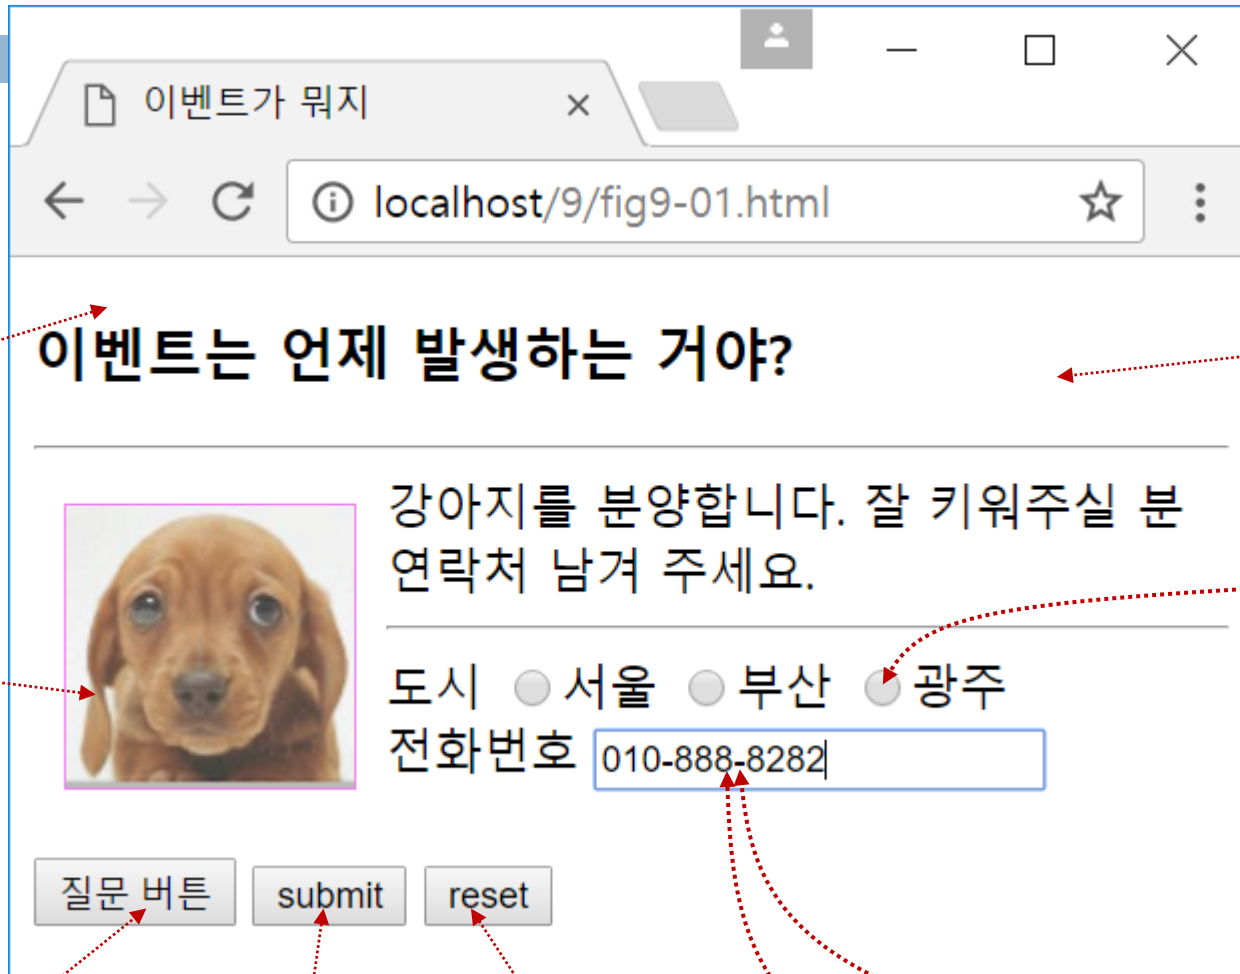 이벤트가 뭐지
localhost/9/fig9-01.html
이벤트는 언제 발생하는 거야?
강아지를 분양합니다. 잘 키워주실 분
연락처 남겨 주세요.
도시 서울 부산 광주
전화번호 010-888-8282
질문 버튼 submit reset